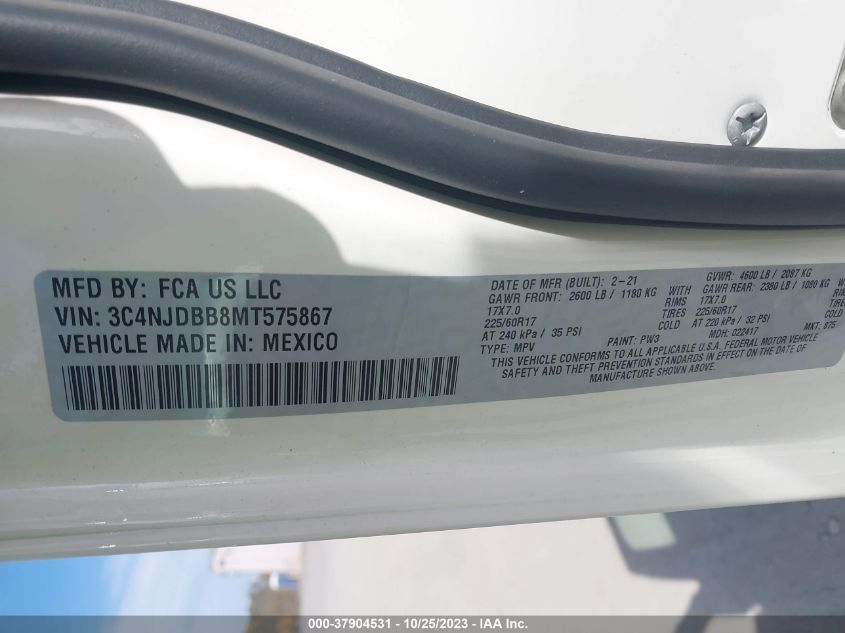 MFD BY: FCA US LLC
VIN: 3C4NJDBB8MT575867
VEHICLE MADE IN: MEXICO
DATE OF MFR (BUILT): 2-21 GVWR: 4600 LB / 2087 KG
GAWR FRONT: 2600 LB / 1180 KG WITH GAWR REAR: 2380 LB / 1080 KG WITH
17X7.0 RIMS 17X7.0
225/60R17 TIRES 225/60R17
AT 240 kPa / 35 PSI COLD AT 220 kPa / 32 PSI
TYPE: MPV PAINT: PW3 MDH: 022417 MKT:
THIS VEHICLE CONFORMS TO ALL APPLICABLE U.S.A. FEDERAL MOTOR VEHICLE
SAFETY AND THEFT PREVENTION STANDARDS IN EFFECT ON THE DATE OF
MANUFACTURE SHOWN ABOVE.
000-37904531 - 10/25/2023 - IAA Inc.